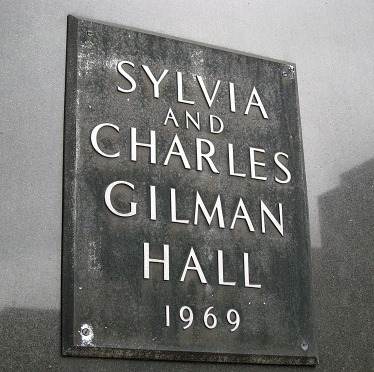 SYLVIA
AND
CHARLES
GILMAN
HALL
1969